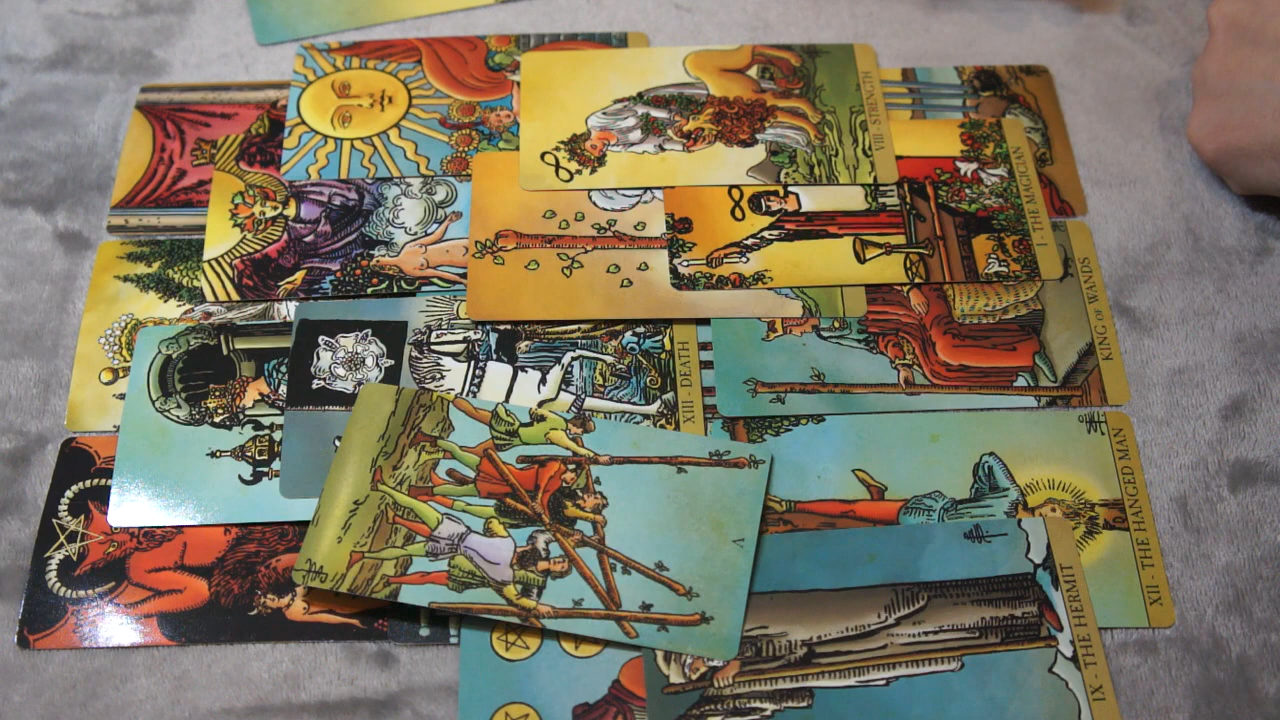 VIII - STRENGTH
I - THE MAGICIAN
KING OF WANDS
XIII - DEATH
XII - THE HANGED MAN
V
IX - THE HERMIT